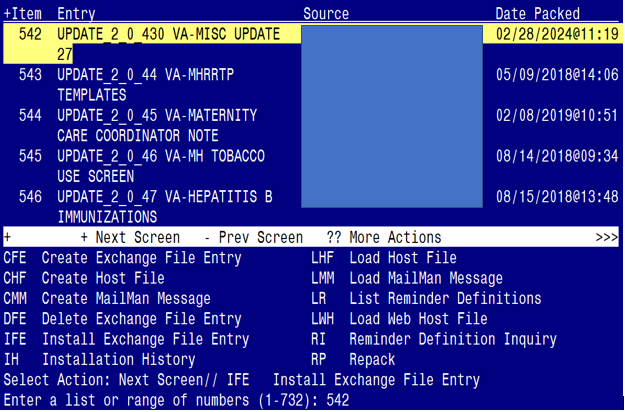 +Item  Entry                           Source                   Date Packed
  542  UPDATE_2_0_430 VA-MISC UPDATE                            02/28/2024@11:19
       27
  543  UPDATE_2_0_44 VA-MHRRTP                                  05/09/2018@14:06
       TEMPLATES
  544  UPDATE_2_0_45 VA-MATERNITY                               02/08/2019@10:51
       CARE COORDINATOR NOTE
  545  UPDATE_2_0_46 VA-MH TOBACCO                              08/14/2018@09:34
       USE SCREEN
  546  UPDATE_2_0_47 VA-HEPATITIS B                             08/15/2018@13:48
       IMMUNIZATIONS
+         + Next Screen   - Prev Screen   ?? More Actions                    >>>
CFE  Create Exchange File Entry         LHF  Load Host File
CHF  Create Host File                   LMM  Load MailMan Message
CMM  Create MailMan Message             LR   List Reminder Definitions
DFE  Delete Exchange File Entry         LWH  Load Web Host File
IFE  Install Exchange File Entry        RI   Reminder Definition Inquiry
IH   Installation History               RP   Repack
Select Action: Next Screen// IFE   Install Exchange File Entry
Enter a list or range of numbers (1-732): 542